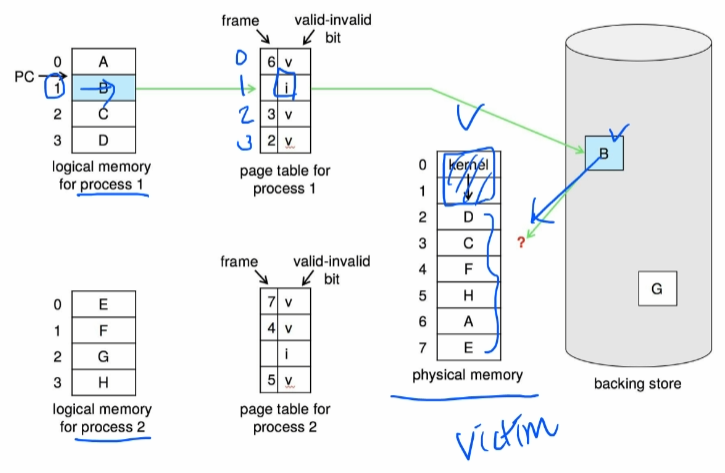 frame valid-invalid
bit
0 A
PC
1 B
2 C
3 D
logical memory
for process 1
0 6 v
1 i
2 3 v
3 2 v
page table for
process 1
V
0 kernel
1
2 D
3 C
4 F
5 H
6 A
7 E
physical memory
B
?
G
backing store
frame valid-invalid
bit
0 E
1 F
2 G
3 H
logical memory
for process 2
7 v
4 v
i
5 v
page table for
process 2
victim